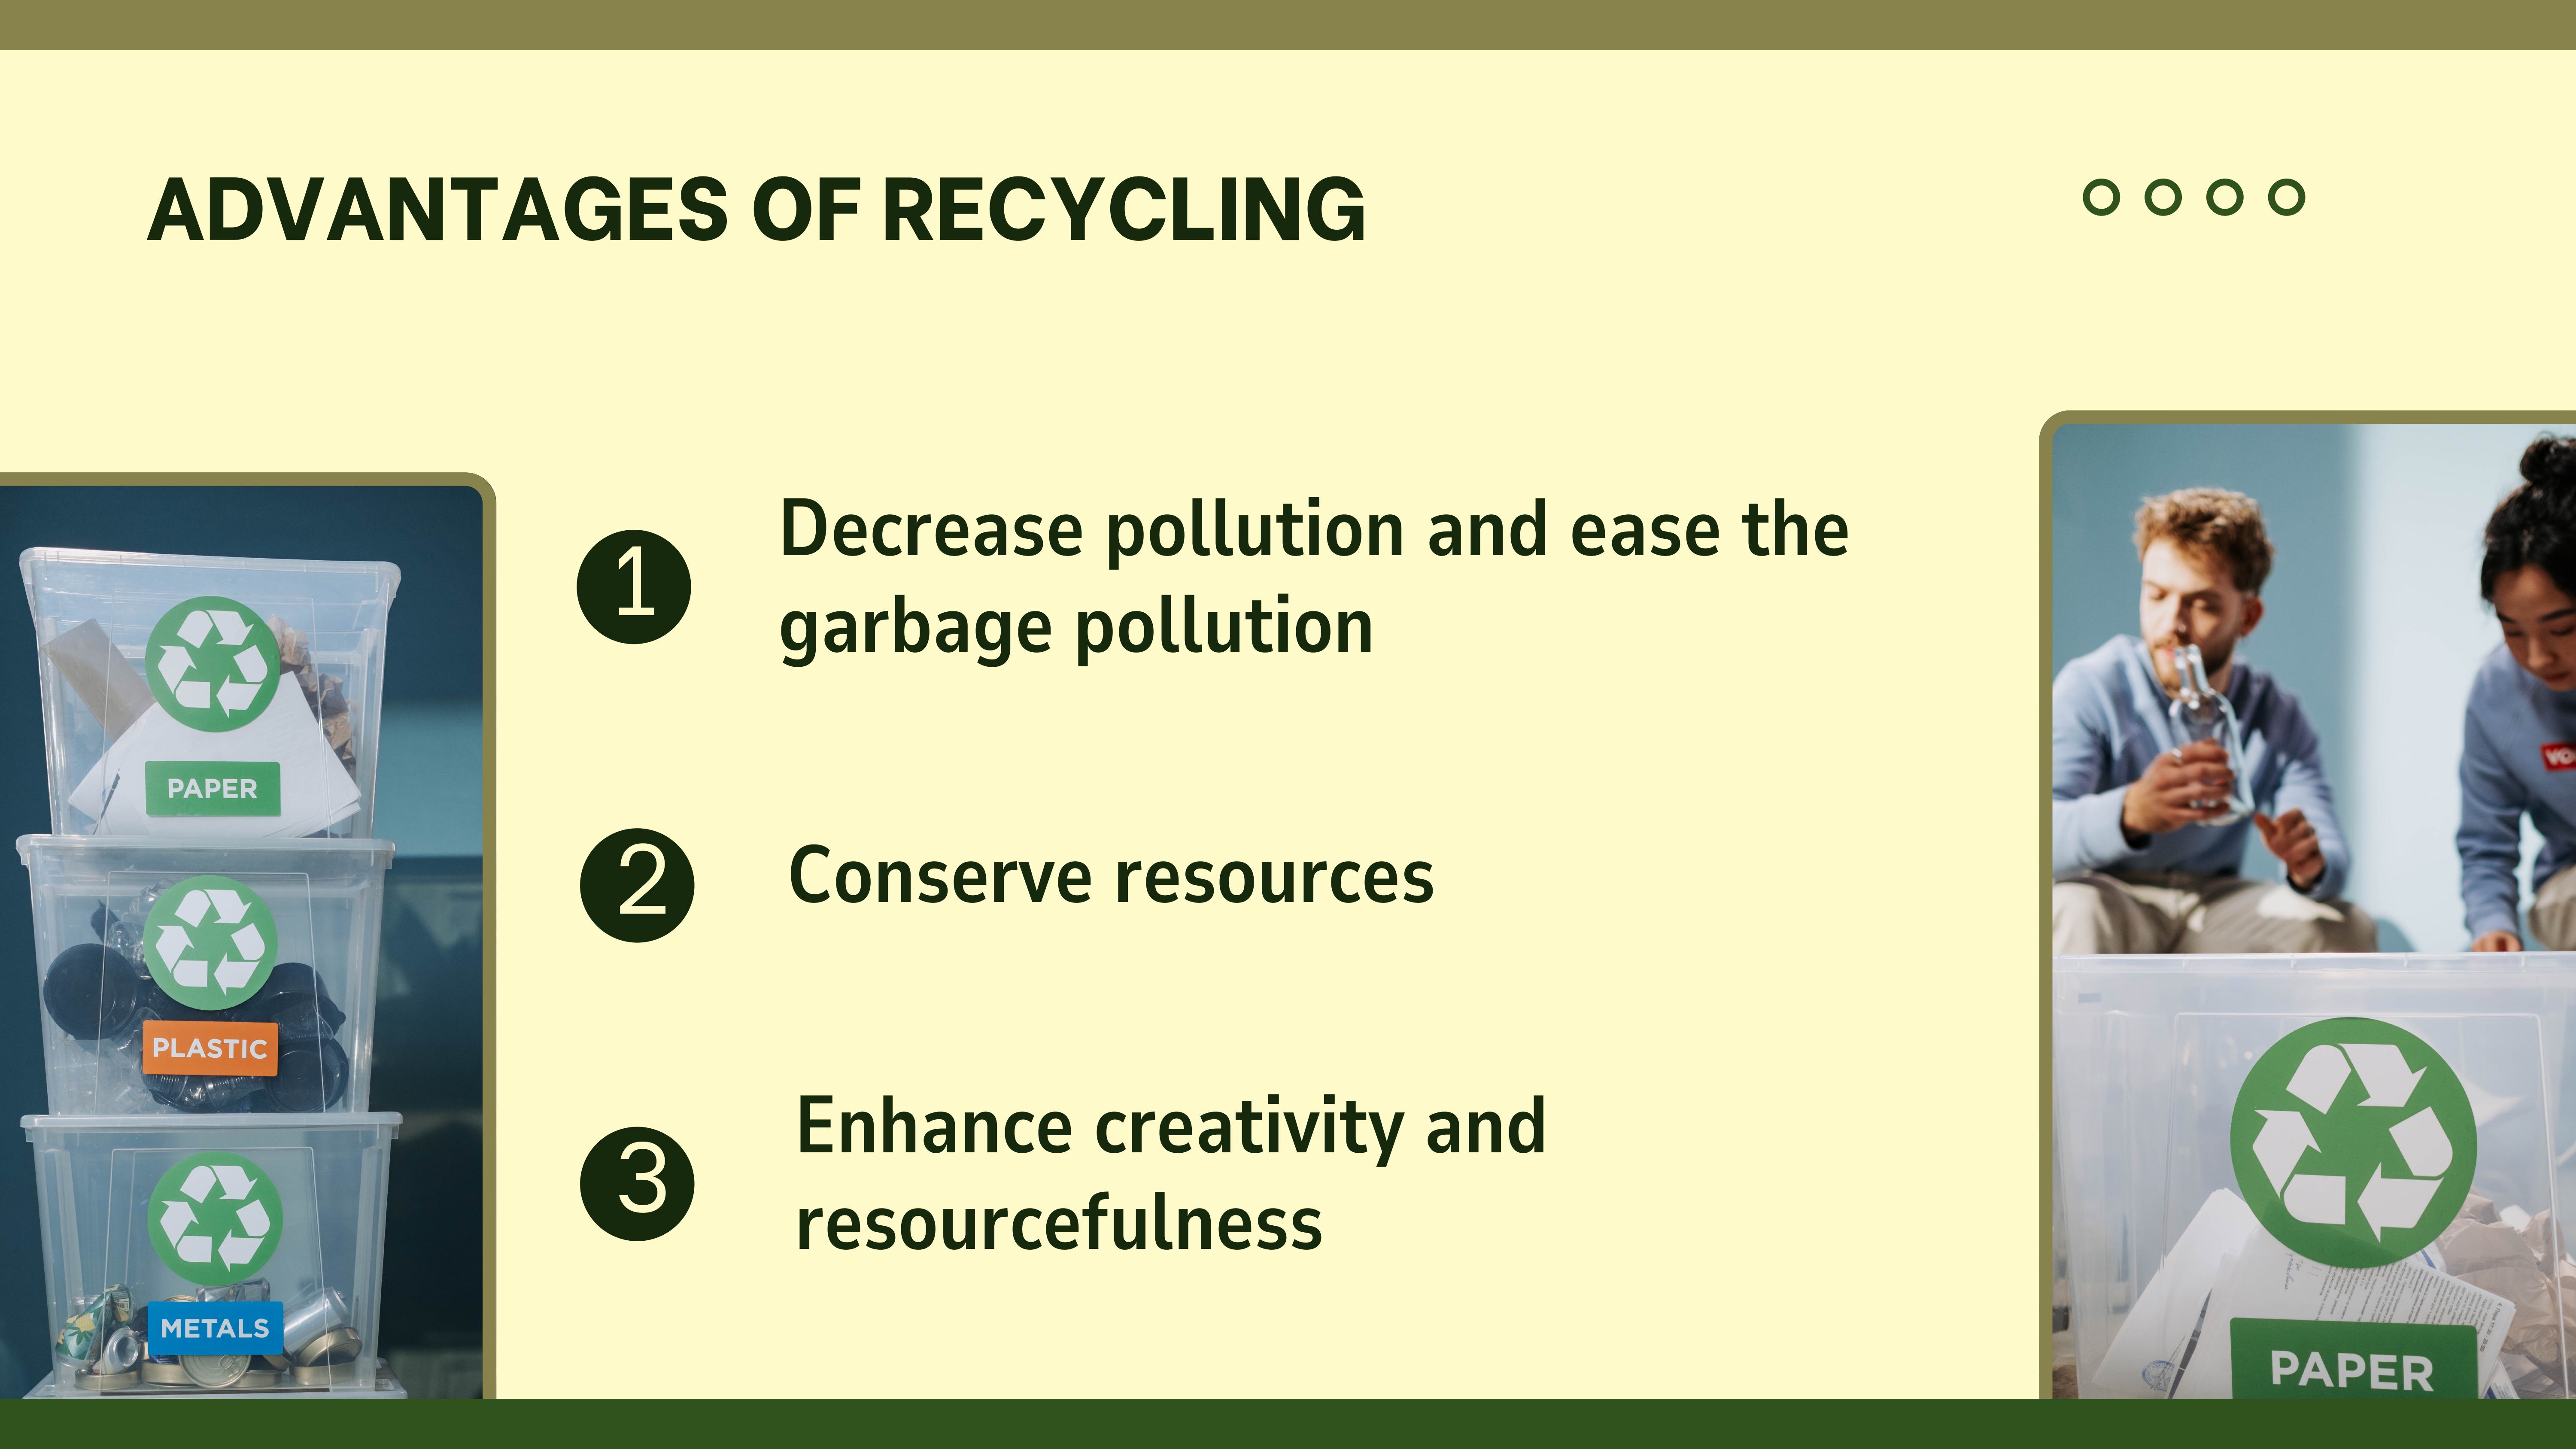 ADVANTAGES OF RECYCLING
1
Decrease pollution and ease the
garbage pollution
2
Conserve resources
3
Enhance creativity and
resourcefulness
PAPER
PLASTIC
METALS
PAPER